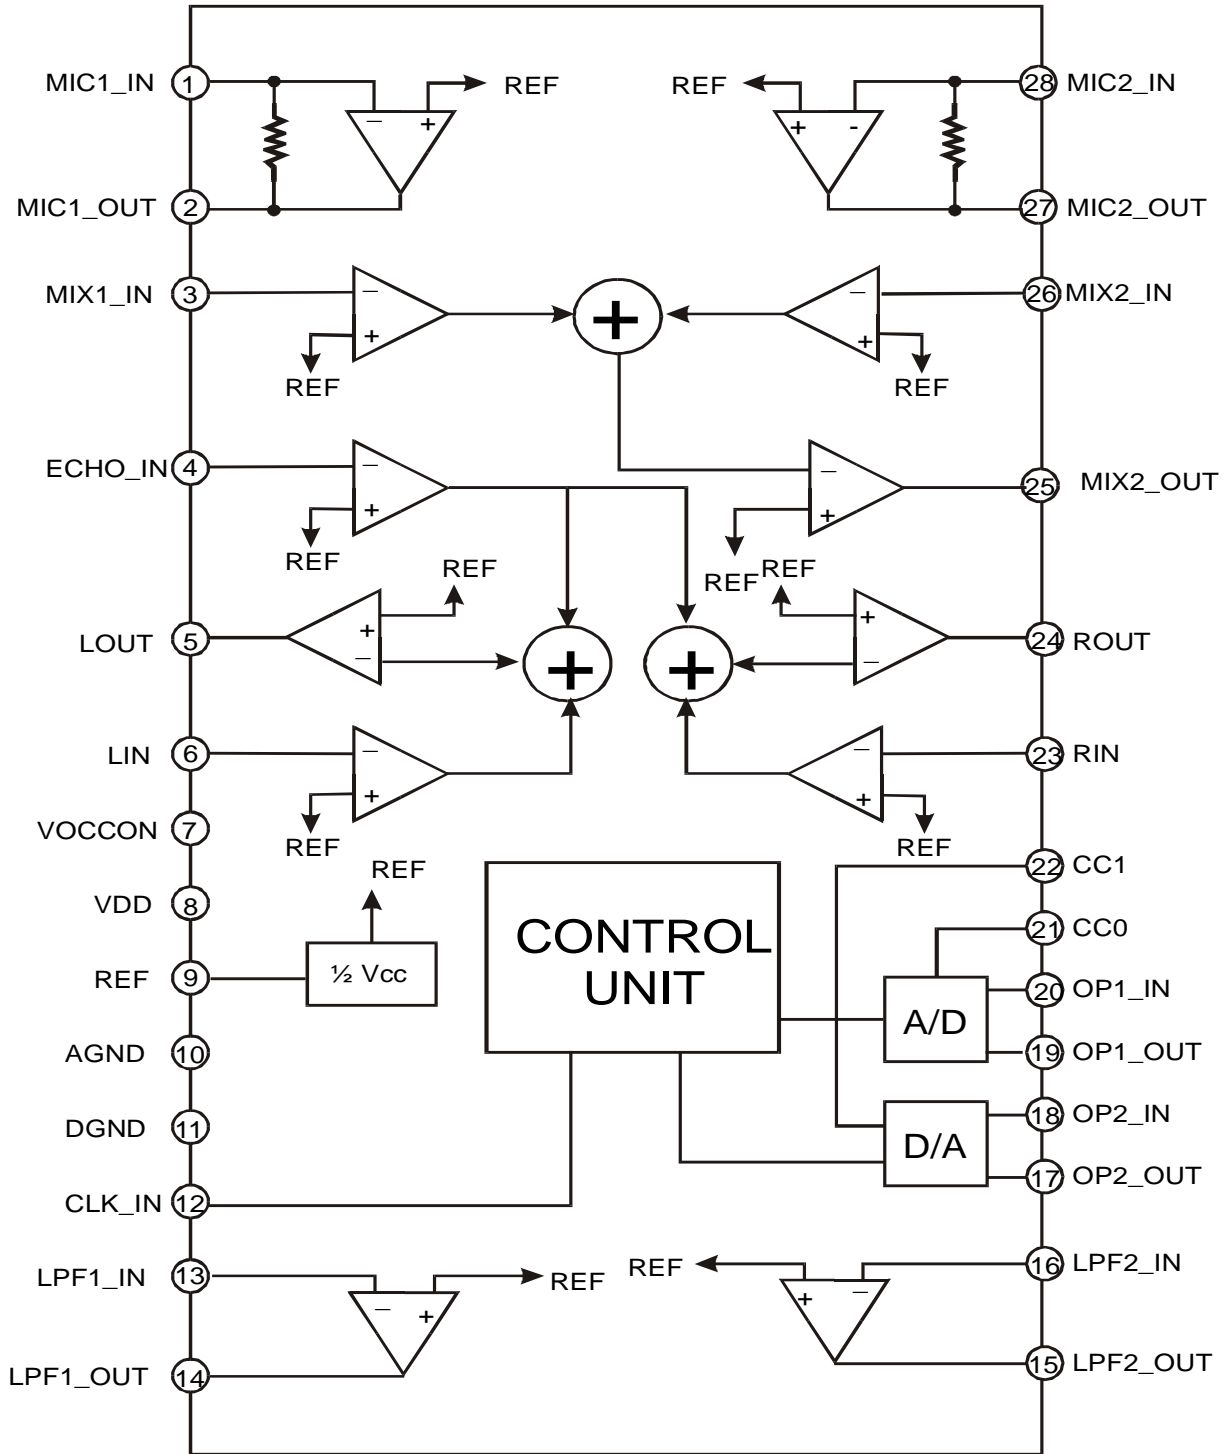 MIC1_IN 1 − + REF REF + - 28 MIC2_IN
MIC1_OUT 2 27 MIC2_OUT
MIX1_IN 3 − + − 26 MIX2_IN
+ +
REF REF
ECHO_IN 4 − − 25 MIX2_OUT
+ +
REF REF REF REF
LOUT 5 + + 24 ROUT
− + + −
LIN 6 − − 23 RIN
+ +
VOCCON 7 REF REF
REF 22 CC1
VDD 8
CONTROL 21 CC0
UNIT
REF 9 ½ Vcc 20 OP1_IN
A/D
AGND 10 19 OP1_OUT
DGND 11 18 OP2_IN
D/A
CLK_IN 12 17 OP2_OUT
LPF1_IN 13 REF REF 16 LPF2_IN
− + + −
LPF1_OUT 14 15 LPF2_OUT